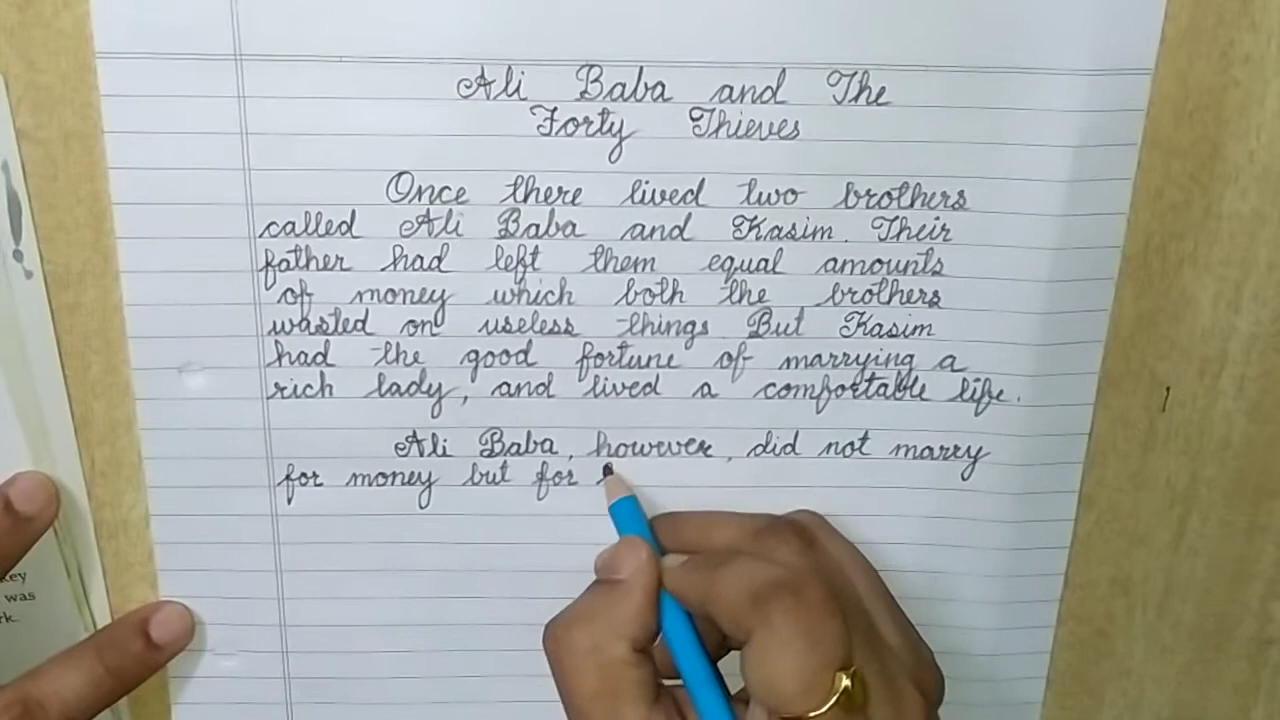 Ali Baba and The
Forty Thieves
Once there lived two brothers
called Ali Baba and Kasim. Their
father had left them equal amounts
of money which both the brothers
wasted on useless things But Kasim
had the good fortune of marrying a
rich lady, and lived a comfortable life.
Ali Baba, however, did not marry
for money but for
key
was
rk.